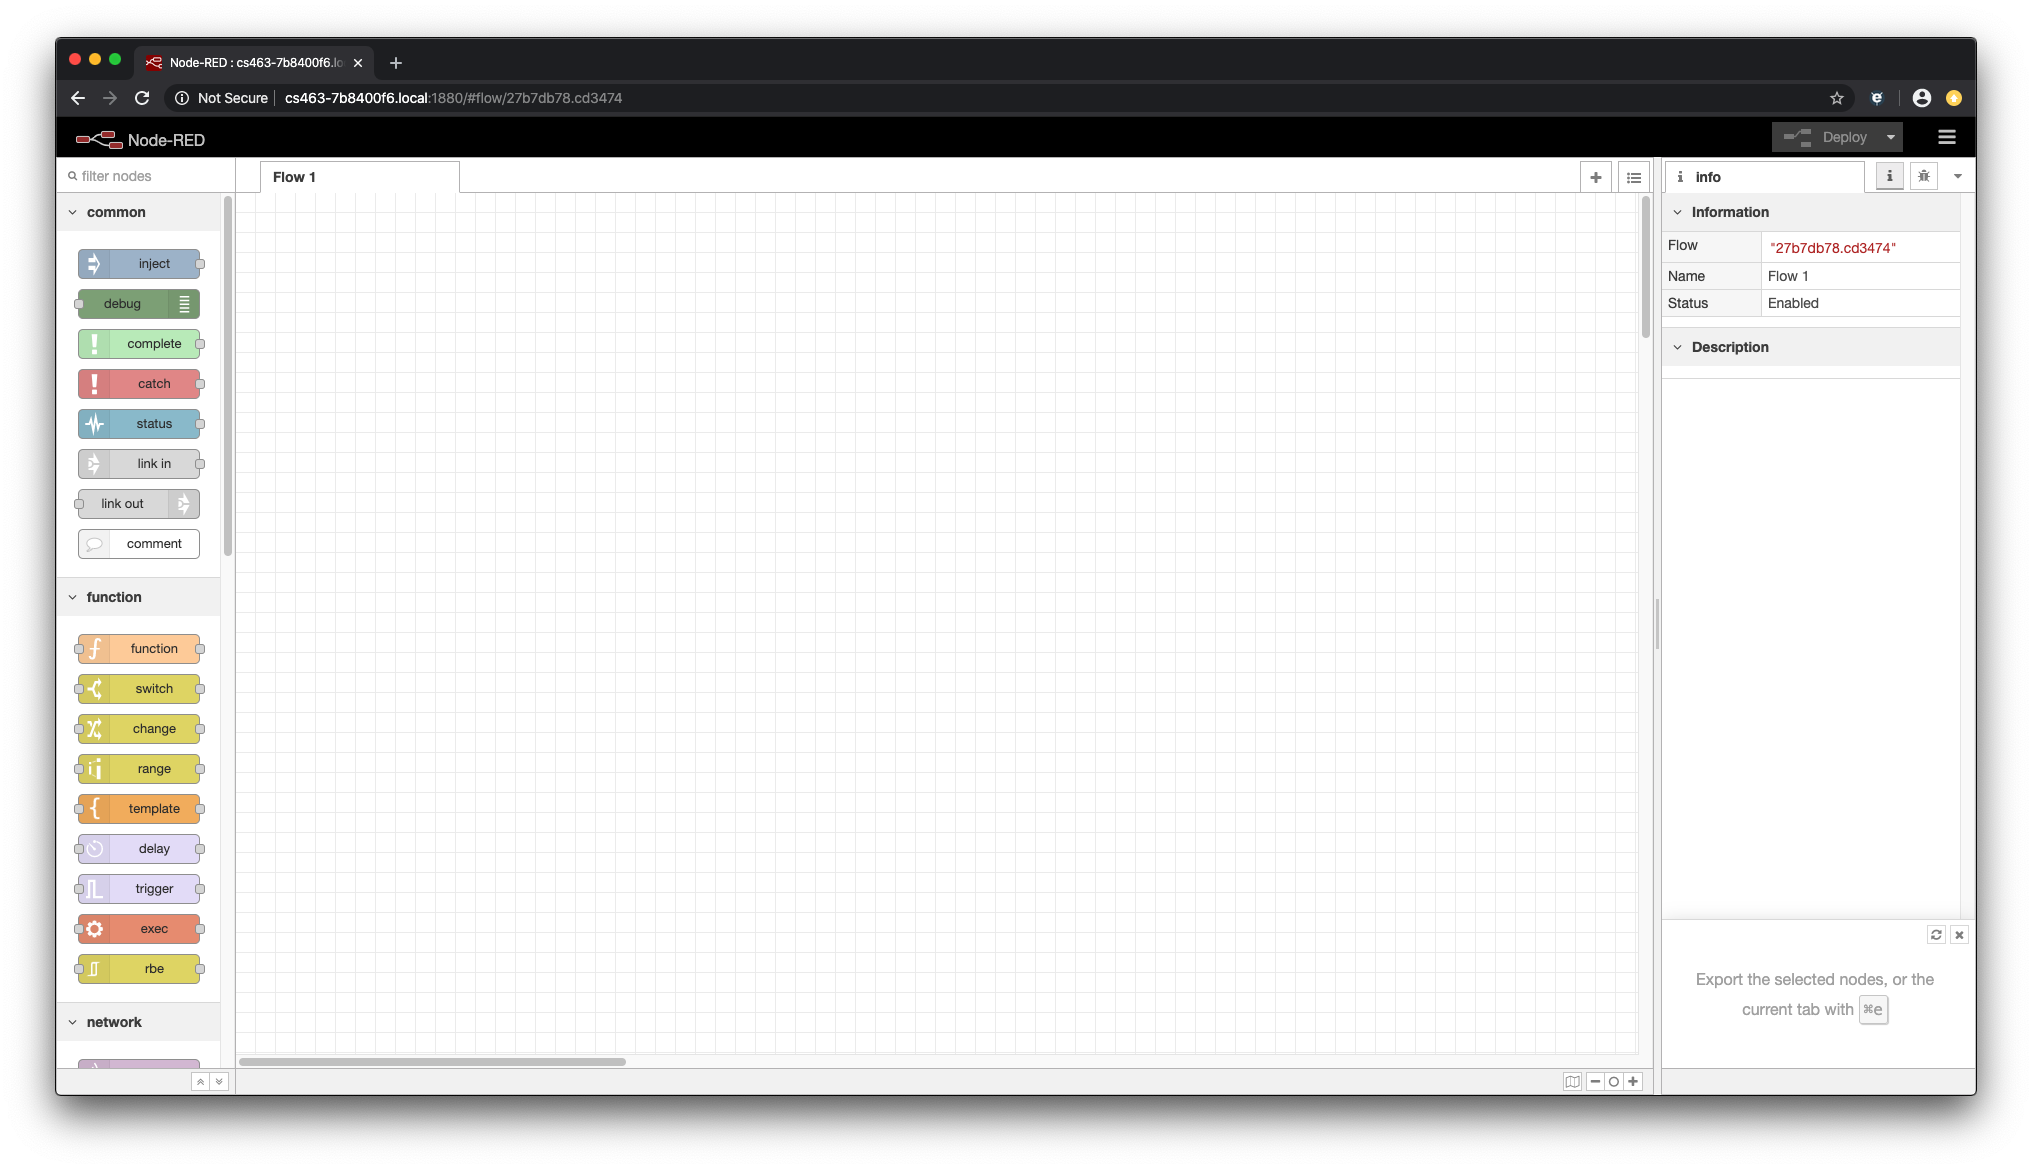 Node-RED : cs463-7b8400f6.lo
Not Secure
cs463-7b8400f6.local:1880/#flow/27b7db78.cd3474
Node-RED
Deploy
filter nodes
Flow 1
info
common
inject
debug
complete
catch
status
link in
link out
comment
function
function
switch
change
range
template
delay
trigger
exec
rbe
network
Information
Flow "27b7db78.cd3474"
Name Flow 1
Status Enabled
Description
Export the selected nodes, or the
current tab with ⌘e